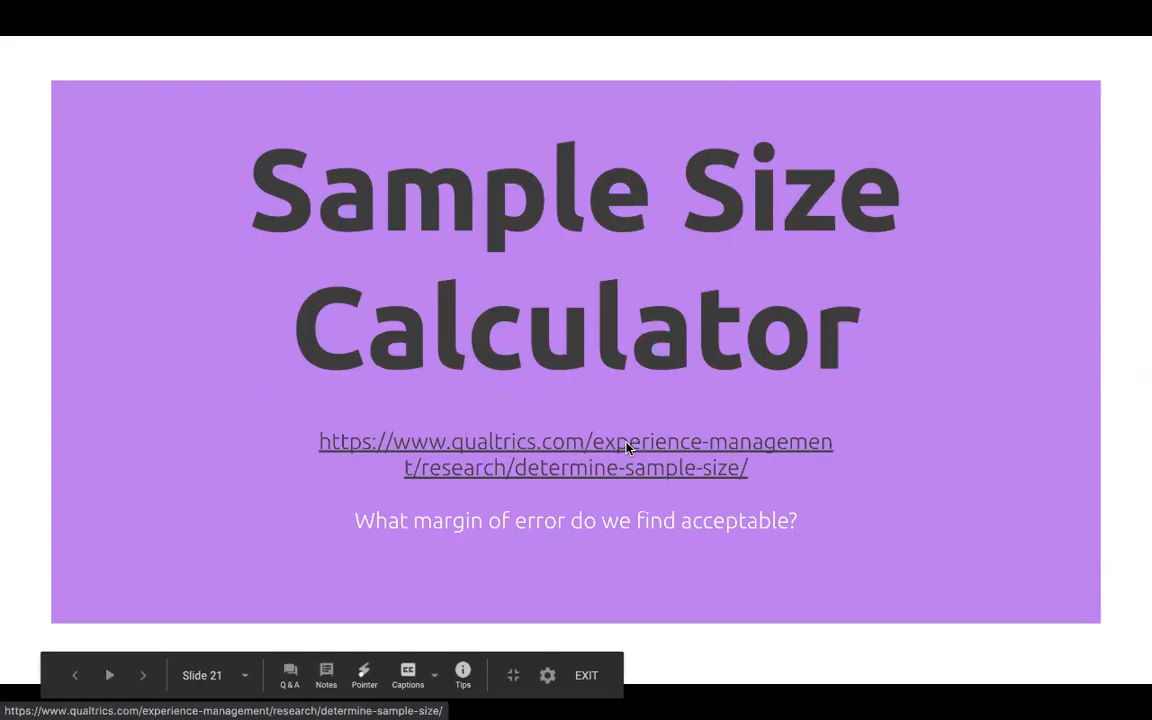 Sample Size
Calculator
https://www.qualtrics.com/experience-managemen
t/research/determine-sample-size/
What margin of error do we find acceptable?
Slide 21
Q & A
Notes
Pointer
CC
Captions
Tips
EXIT
https://www.qualtrics.com/experience-management/research/determine-sample-size/